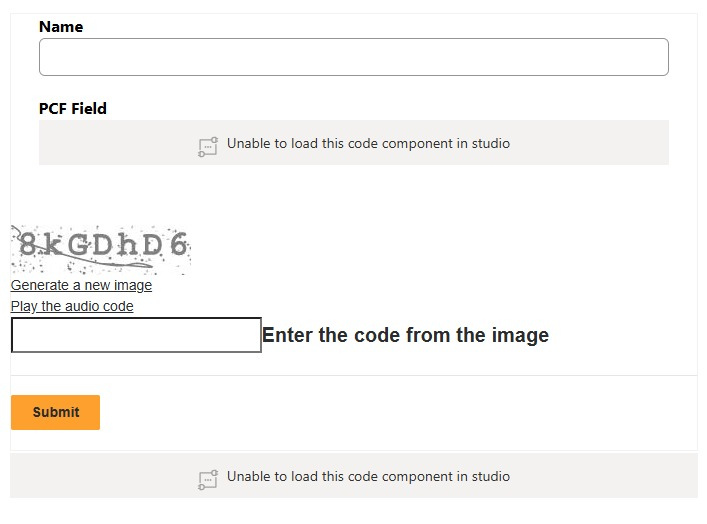 Name
PCF Field
Unable to load this code component in studio
8kGDhD6
Generate a new image
Play the audio code
Enter the code from the image
Submit
Unable to load this code component in studio